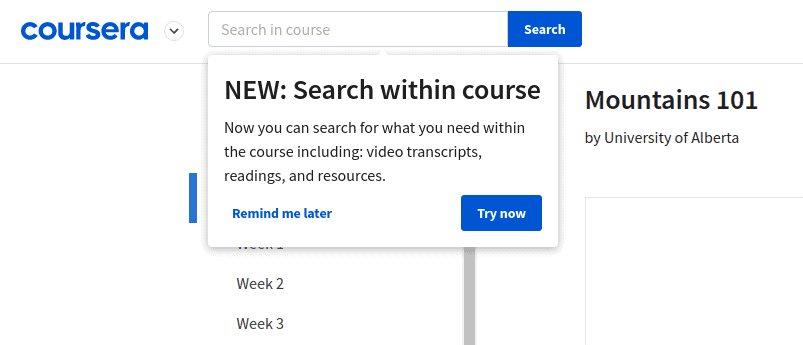 coursera
Search in course
Search
NEW: Search within course
Now you can search for what you need within
the course including: video transcripts,
readings, and resources.
Remind me later
Try now
Mountains 101
by University of Alberta
Week 1
Week 2
Week 3